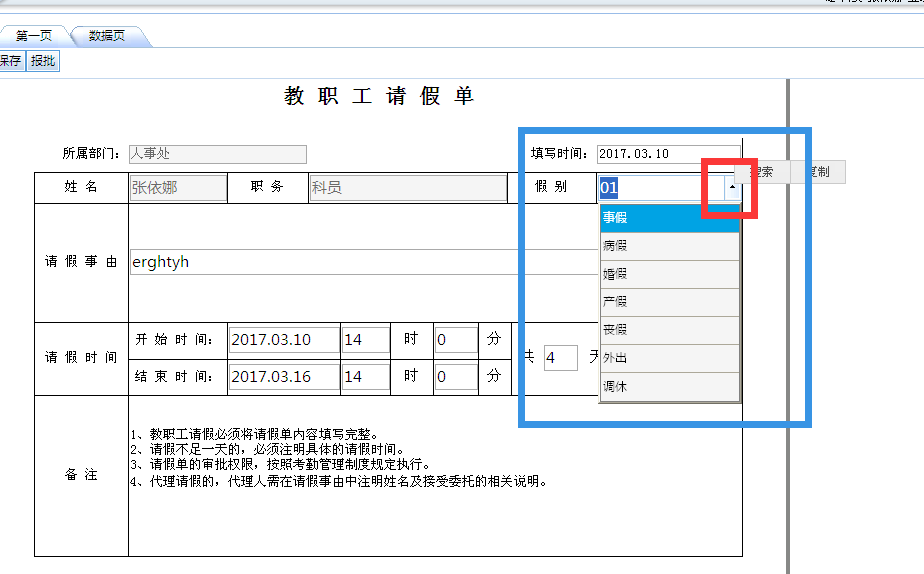 第一页 数据页
保存 报批
教 职 工 请 假 单
所属部门： 人事处 填写时间： 2017.03.10
搜索 复制
姓 名 张依娜 职 务 科员 假 别 01
事假
病假
婚假
产假
丧假
外出
调休
请 假 事 由 erghtyh
请 假 时 间 开 始 时 间： 2017.03.10 14 时 0 分
结 束 时 间： 2017.03.16 14 时 0 分
共 4
备 注
1、教职工请假必须将请假单内容填写完整。
2、请假不足一天的，必须注明具体的请假时间。
3、请假单的审批权限，按照考勤管理制度规定执行。
4、代理请假的，代理人需在请假事由中注明姓名及接受委托的相关说明。